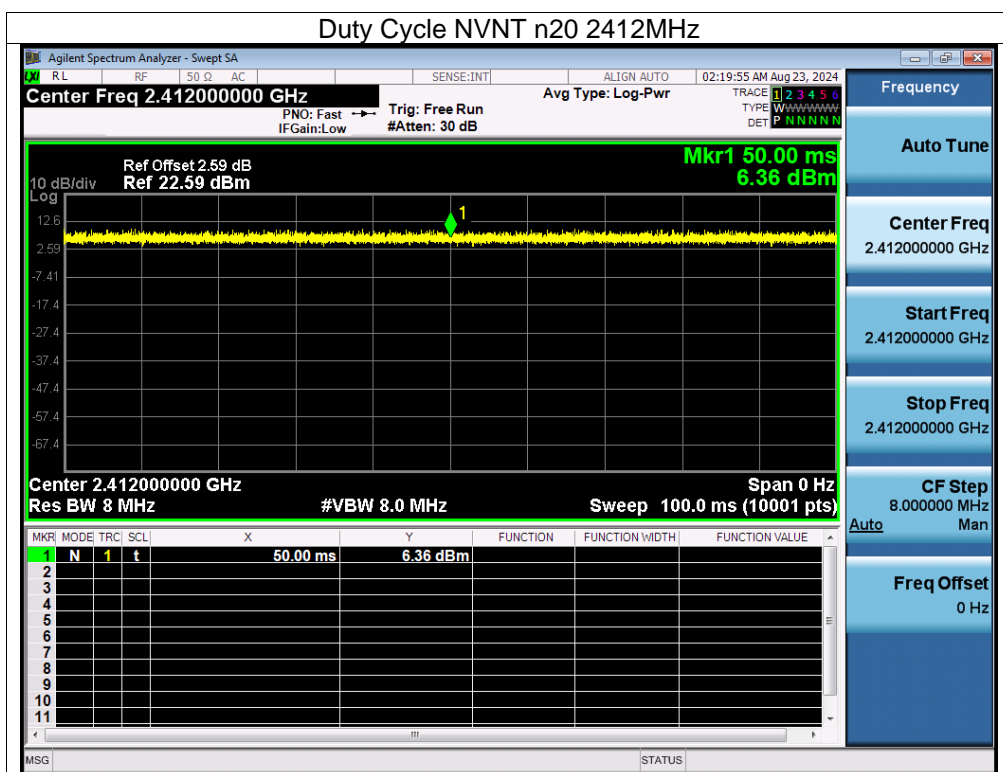 Duty Cycle NVNT n20 2412MHz
Agilent Spectrum Analyzer - Swept SA
LXI RL RF 50 Ω AC SENSE:INT ALIGN AUTO 02:19:55 AM Aug 23, 2024
Center Freq 2.412000000 GHz
PNO: Fast
IFGain:Low
Trig: Free Run
#Atten: 30 dB
Avg Type: Log-Pwr
TRACE 1 2 3 4 5 6
TYPE WWWWWW
DET P N N N N N
Mkr1 50.00 ms
6.36 dBm
Ref Offset 2.59 dB
10 dB/div Ref 22.59 dBm
Log
1
12.6
2.59
-7.41
-17.4
-27.4
-37.4
-47.4
-57.4
-67.4
Center 2.412000000 GHz Span 0 Hz
Res BW 8 MHz #VBW 8.0 MHz Sweep 100.0 ms (10001 pts)
MKR MODE TRC SCL X Y FUNCTION FUNCTION WIDTH FUNCTION VALUE
1 N 1 t 50.00 ms 6.36 dBm
2
3
4
5
6
7
8
9
10
11
MSG STATUS
Frequency
Auto Tune
Center Freq
2.412000000 GHz
Start Freq
2.412000000 GHz
Stop Freq
2.412000000 GHz
CF Step
8.000000 MHz
Auto Man
Freq Offset
0 Hz